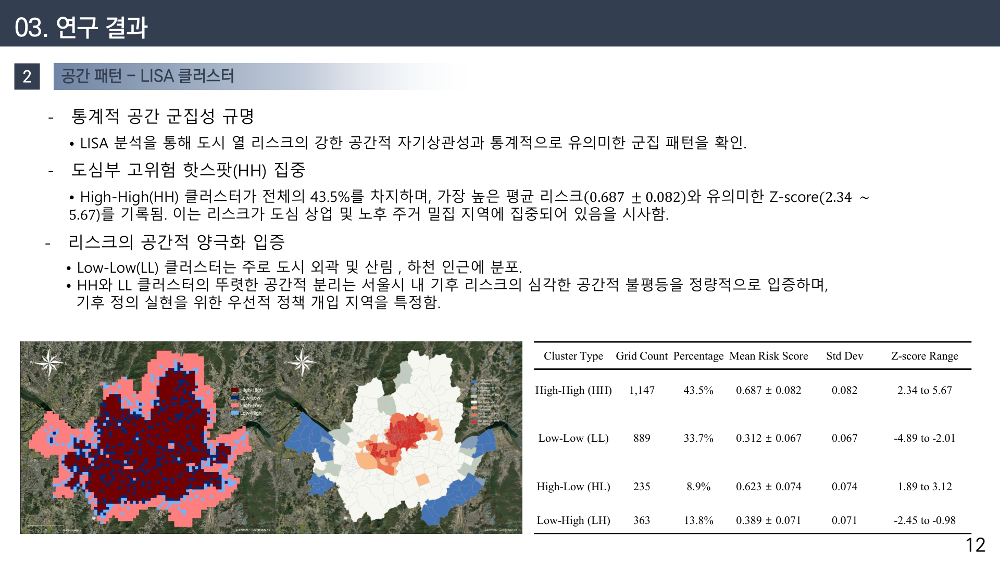 03. 연구 결과
2
공간 패턴 – LISA 클러스터
- 통계적 공간 군집성 규명
• LISA 분석을 통해 도시 열 리스크의 강한 공간적 자기상관성과 통계적으로 유의미한 군집 패턴을 확인.
- 도심부 고위험 핫스팟(HH) 집중
• High-High(HH) 클러스터가 전체의 43.5%를 차지하며, 가장 높은 평균 리스크(0.687 ± 0.082)와 유의미한 Z-score(2.34 ~
5.67)를 기록됨. 이는 리스크가 도심 상업 및 노후 주거 밀집 지역에 집중되어 있음을 시사함.
- 리스크의 공간적 양극화 입증
• Low-Low(LL) 클러스터는 주로 도시 외곽 및 산림 , 하천 인근에 분포.
• HH와 LL 클러스터의 뚜렷한 공간적 분리는 서울시 내 기후 리스크의 심각한 공간적 불평등을 정량적으로 입증하며,
기후 정의 실현을 위한 우선적 정책 개입 지역을 특정함.
High-High
Low-Low
High-Low
Low-High
Earthstar Geographics
Earthstar Geographics
Cluster Type Grid Count Percentage Mean Risk Score Std Dev Z-score Range
High-High (HH) 1,147 43.5% 0.687 ± 0.082 0.082 2.34 to 5.67
Low-Low (LL) 889 33.7% 0.312 ± 0.067 0.067 -4.89 to -2.01
High-Low (HL) 235 8.9% 0.623 ± 0.074 0.074 1.89 to 3.12
Low-High (LH) 363 13.8% 0.389 ± 0.071 0.071 -2.45 to -0.98
12